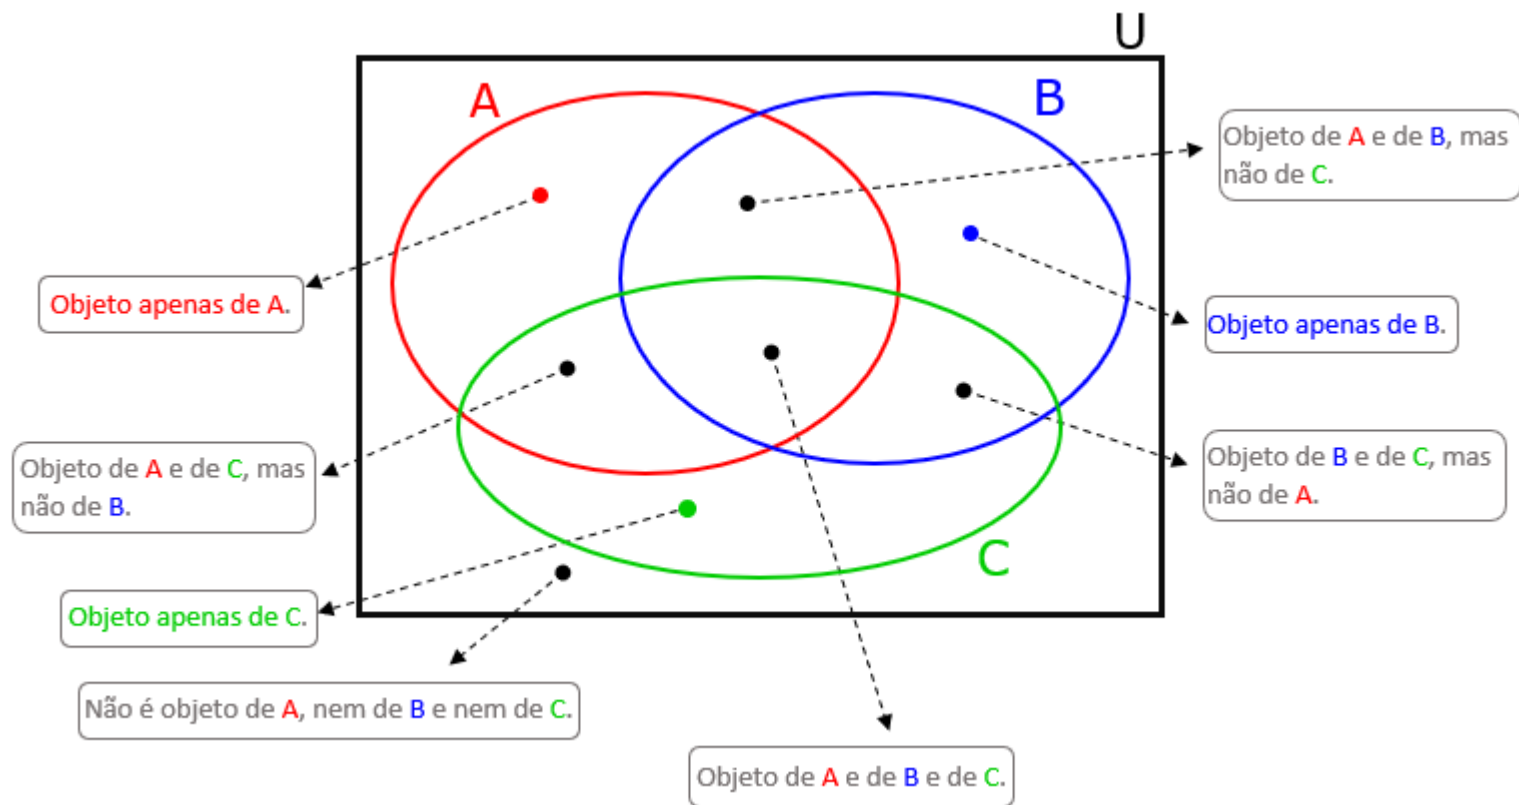 U
A
B
Objeto de A e de B, mas
não de C.
Objeto apenas de A.
Objeto apenas de B.
Objeto de A e de C, mas
não de B.
Objeto de B e de C, mas
não de A.
C
Objeto apenas de C.
Não é objeto de A, nem de B e nem de C.
Objeto de A e de B e de C.